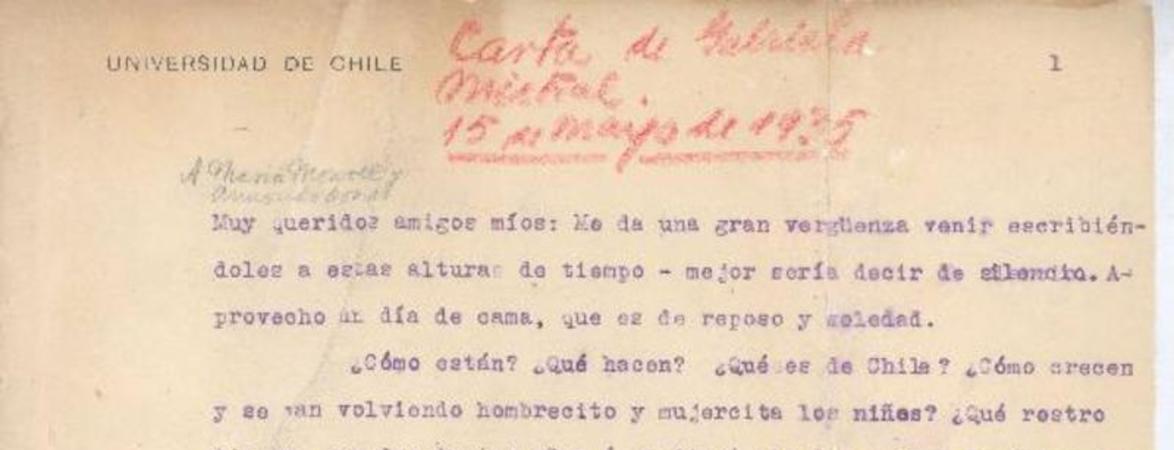 UNIVERSIDAD DE CHILE
Carta de Gabriela
Mistral.
1
15 de Mayo de 1935
A María Monvel y
Muy queridos amigos míos: Me da una gran vergüenza venir escribién-
doles a estas alturas de tiempo - mejor sería decir de silencio. A-
provecho un día de cama, que es de reposo y soledad.
¿Cómo están? ¿Qué hacen? ¿Qué es de Chile? ¿Cómo crecen
y se van volviendo hombrecito y mujercita los niñes? ¿Qué rostro